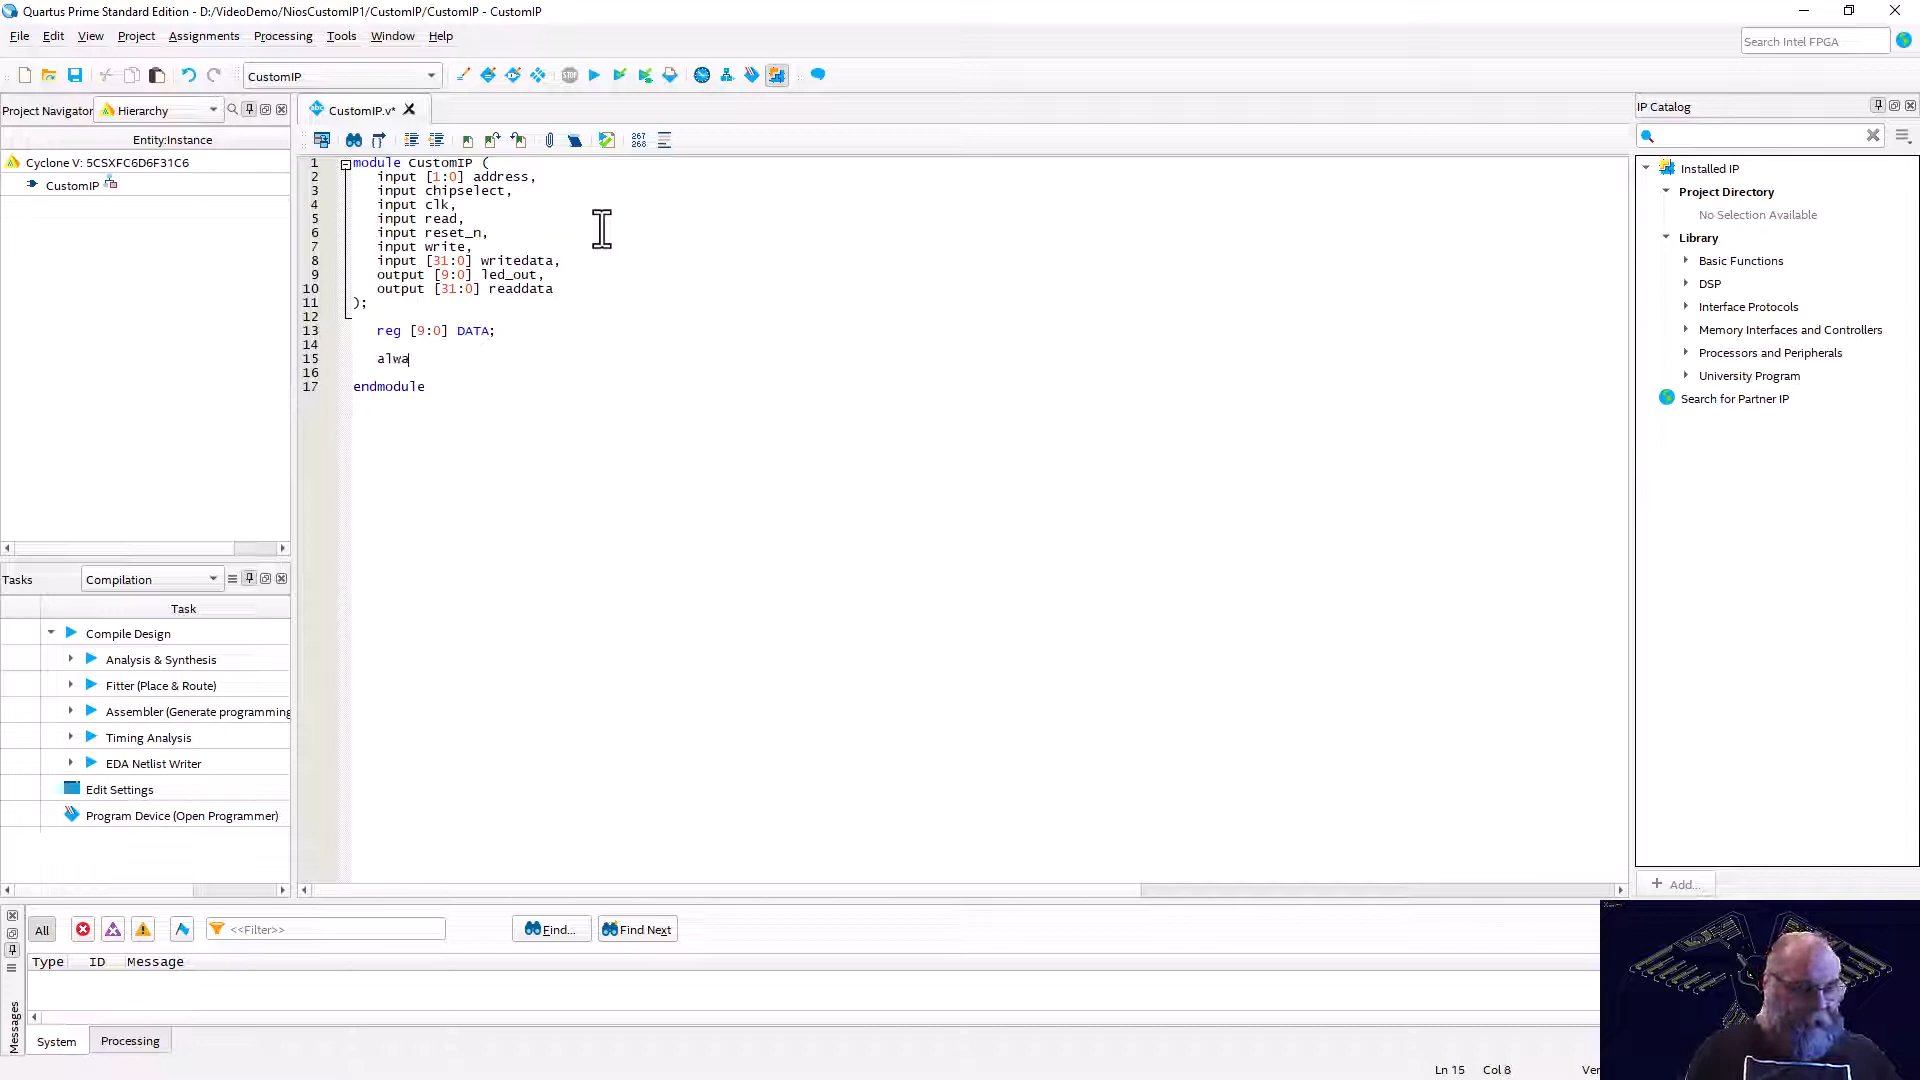 Quartus Prime Standard Edition - D:/VideoDemo/NiosCustomIP1/CustomIP/CustomIP - CustomIP
File Edit View Project Assignments Processing Tools Window Help
Search Intel FPGA
CustomIP
Project Navigator Hierarchy
Entity:Instance
Cyclone V: 5CSXFC6D6F31C6
CustomIP
CustomIP.v*
267
268
1 module CustomIP (
2 input [1:0] address,
3 input chipselect,
4 input clk,
5 input read,
6 input reset_n,
7 input write,
8 input [31:0] writedata,
9 output [9:0] led_out,
10 output [31:0] readdata
11 );
12
13 reg [9:0] DATA;
14
15 alwa
16
17 endmodule
IP Catalog
Installed IP
Project Directory
No Selection Available
Library
Basic Functions
DSP
Interface Protocols
Memory Interfaces and Controllers
Processors and Peripherals
University Program
Search for Partner IP
+ Add...
Tasks Compilation
Task
Compile Design
Analysis & Synthesis
Fitter (Place & Route)
Assembler (Generate programming
Timing Analysis
EDA Netlist Writer
Edit Settings
Program Device (Open Programmer)
All <<Filter>> Find... Find Next
Type ID Message
Messages
System Processing
Ln 15 Col 8 Ver